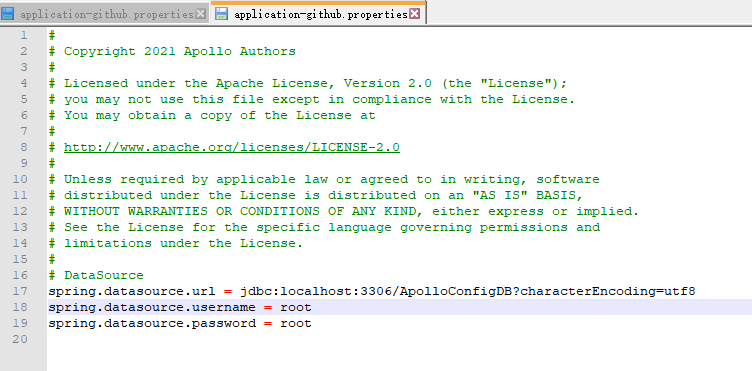 application-github.properties application-github.properties
1 #
2 # Copyright 2021 Apollo Authors
3 #
4 # Licensed under the Apache License, Version 2.0 (the "License");
5 # you may not use this file except in compliance with the License.
6 # You may obtain a copy of the License at
7 #
8 # http://www.apache.org/licenses/LICENSE-2.0
9 #
10 # Unless required by applicable law or agreed to in writing, software
11 # distributed under the License is distributed on an "AS IS" BASIS,
12 # WITHOUT WARRANTIES OR CONDITIONS OF ANY KIND, either express or implied.
13 # See the License for the specific language governing permissions and
14 # limitations under the License.
15 #
16 # DataSource
17 spring.datasource.url = jdbc:localhost:3306/ApolloConfigDB?characterEncoding=utf8
18 spring.datasource.username = root
19 spring.datasource.password = root
20